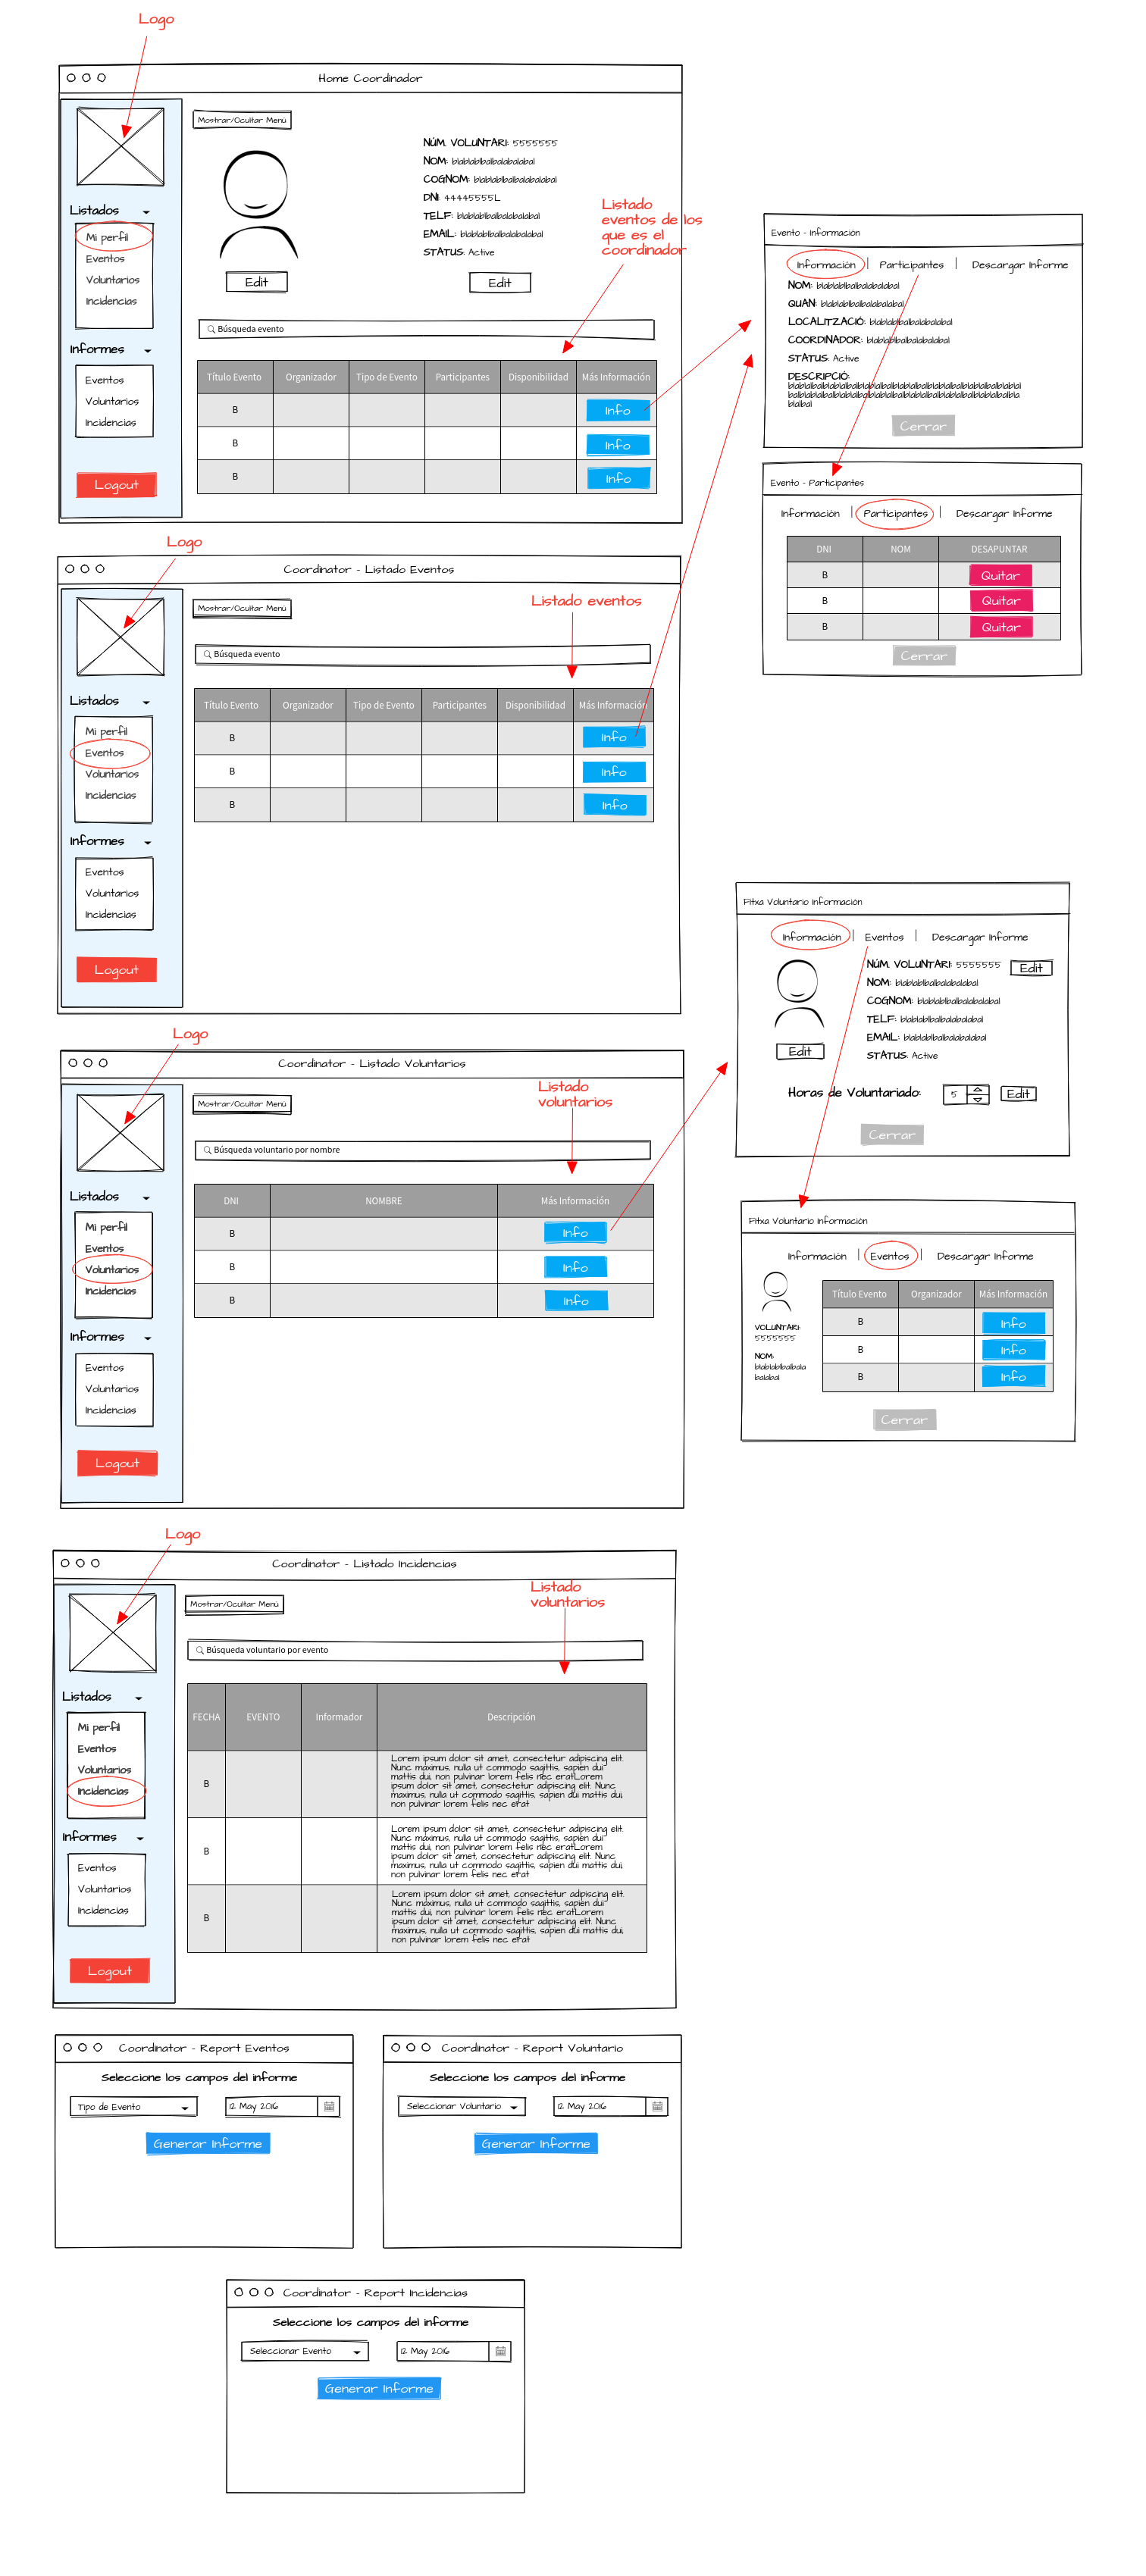 Logo
Home Coordinador
Mostrar/Ocultar Menú
Listados
Mi perfil
Eventos
Voluntarios
Incidencias
Informes
Eventos
Voluntarios
Incidencias
Logout
Edit
NÚM. VOLUNTARI: 5555555
NOM:
COGNOM:
DNI: 44445555L
TELF:
EMAIL:
STATUS: Active
Edit
Listado
eventos de los
que es el
coordinador
Búsqueda evento
Título Evento Organizador Tipo de Evento Participantes Disponibilidad Más Información
B Info
B Info
B Info
Evento - Información
Información | Participantes | Descargar Informe
NOM:
QUAN:
LOCALITZACIÓ:
COORDINADOR:
STATUS: Active
DESCRIPCIÓ:
Cerrar
Evento - Participantes
Información | Participantes | Descargar Informe
DNI NOM DESAPUNTAR
B Quitar
B Quitar
B Quitar
Cerrar
Logo
Coordinator - Listado Eventos
Mostrar/Ocultar Menú
Listados
Mi perfil
Eventos
Voluntarios
Incidencias
Informes
Eventos
Voluntarios
Incidencias
Logout
Listado eventos
Búsqueda evento
Título Evento Organizador Tipo de Evento Participantes Disponibilidad Más Información
B Info
B Info
B Info
Logo
Coordinator - Listado Voluntarios
Mostrar/Ocultar Menú
Listados
Mi perfil
Eventos
Voluntarios
Incidencias
Informes
Eventos
Voluntarios
Incidencias
Logout
Listado
voluntarios
Búsqueda voluntario por nombre
DNI NOMBRE Más Información
B Info
B Info
B Info
Fitxa Voluntario Información
Información | Eventos | Descargar Informe
NÚM. VOLUNTARI: 5555555 Edit
NOM:
COGNOM:
TELF:
EMAIL:
STATUS: Active
Edit
Horas de Voluntariado: 5 Edit
Cerrar
Fitxa Voluntario Información
Información | Eventos | Descargar Informe
VOLUNTARI:
5555555
NOM:
Título Evento Organizador Más Información
B Info
B Info
B Info
Cerrar
Logo
Coordinator - Listado Incidencias
Mostrar/Ocultar Menú
Listados
Mi perfil
Eventos
Voluntarios
Incidencias
Informes
Eventos
Voluntarios
Incidencias
Logout
Listado
voluntarios
Búsqueda voluntario por evento
FECHA EVENTO Informador Descripción
B
Lorem ipsum dolor sit amet, consectetur adipiscing elit.
Nunc maximus, nulla ut commodo sagittis, sapien dui
mattis dui, non pulvinar lorem felis nec erat.Lorem
ipsum dolor sit amet, consectetur adipiscing elit. Nunc
maximus, nulla ut commodo sagittis, sapien dui mattis dui,
non pulvinar lorem felis nec erat
B
Lorem ipsum dolor sit amet, consectetur adipiscing elit.
Nunc maximus, nulla ut commodo sagittis, sapien dui
mattis dui, non pulvinar lorem felis nec erat.Lorem
ipsum dolor sit amet, consectetur adipiscing elit. Nunc
maximus, nulla ut commodo sagittis, sapien dui mattis dui,
non pulvinar lorem felis nec erat
B
Lorem ipsum dolor sit amet, consectetur adipiscing elit.
Nunc maximus, nulla ut commodo sagittis, sapien dui
mattis dui, non pulvinar lorem felis nec erat.Lorem
ipsum dolor sit amet, consectetur adipiscing elit. Nunc
maximus, nulla ut commodo sagittis, sapien dui mattis dui,
non pulvinar lorem felis nec erat
Coordinator - Report Eventos
Seleccione los campos del informe
Tipo de Evento 12 May 2016
Generar Informe
Coordinator - Report Voluntario
Seleccione los campos del informe
Seleccionar Voluntario 12 May 2016
Generar Informe
Coordinator - Report Incidencias
Seleccione los campos del informe
Seleccionar Evento 12 May 2016
Generar Informe